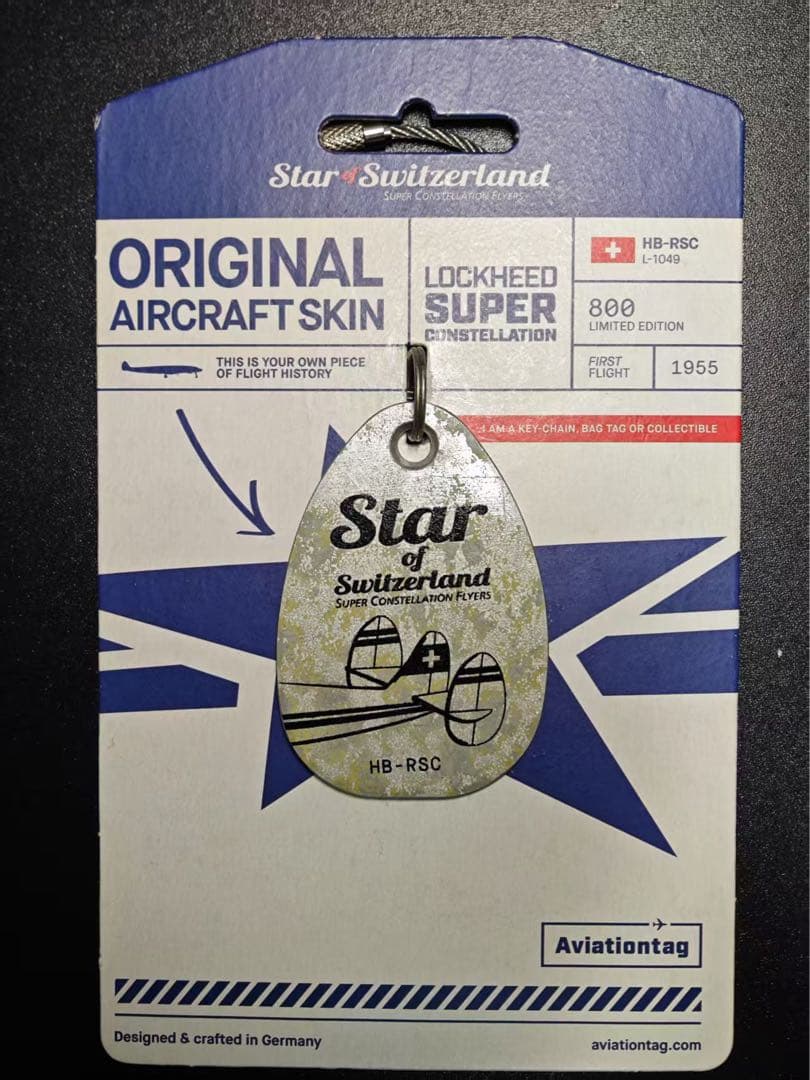 Star of Switzerland
SUPER CONSTELLATION FLYERS
ORIGINAL
AIRCRAFT SKIN
THIS IS YOUR OWN PIECE
OF FLIGHT HISTORY
LOCKHEED
SUPER
CONSTELLATION
HB-RSC
L-1049
800
LIMITED EDITION
FIRST
FLIGHT
1955
I AM A KEY-CHAIN, BAG TAG OR COLLECTIBLE
Star
of
Switzerland
SUPER CONSTELLATION FLYERS
HB-RSC
Aviationtag
Designed & crafted in Germany
aviationtag.com